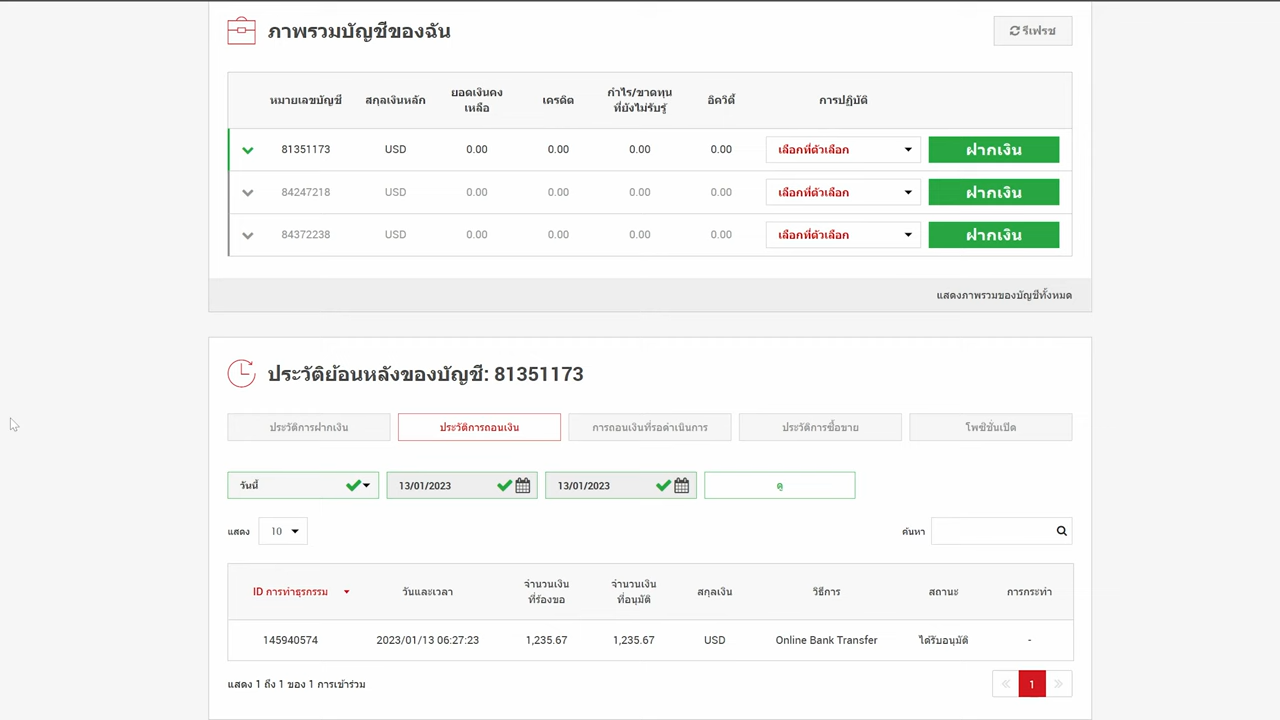 ภาพรวมบัญชีของฉัน
รีเฟรช
หมายเลขบัญชี สกุลเงินหลัก ยอดเงินคงเหลือ เครดิต กำไร/ขาดทุนที่ยังไม่รับรู้ อิควิตี้ การปฏิบัติ
81351173 USD 0.00 0.00 0.00 0.00 เลือกที่ตัวเลือก ฝากเงิน
84247218 USD 0.00 0.00 0.00 0.00 เลือกที่ตัวเลือก ฝากเงิน
84372238 USD 0.00 0.00 0.00 0.00 เลือกที่ตัวเลือก ฝากเงิน
แสดงภาพรวมของบัญชีทั้งหมด
ประวัติย้อนหลังของบัญชี: 81351173
ประวัติการฝากเงิน ประวัติการถอนเงิน การถอนเงินที่รอดำเนินการ ประวัติการซื้อขาย โพซิชั่นเปิด
วันนี้ 13/01/2023 13/01/2023 ดู
แสดง 10 ค้นหา
ID การทำธุรกรรม วันและเวลา จำนวนเงินที่ร้องขอ จำนวนเงินที่อนุมัติ สกุลเงิน วิธีการ สถานะ การกระทำ
145940574 2023/01/13 06:27:23 1,235.67 1,235.67 USD Online Bank Transfer ได้รับอนุมัติ -
แสดง 1 ถึง 1 ของ 1 การเข้าร่วม
« 1 »